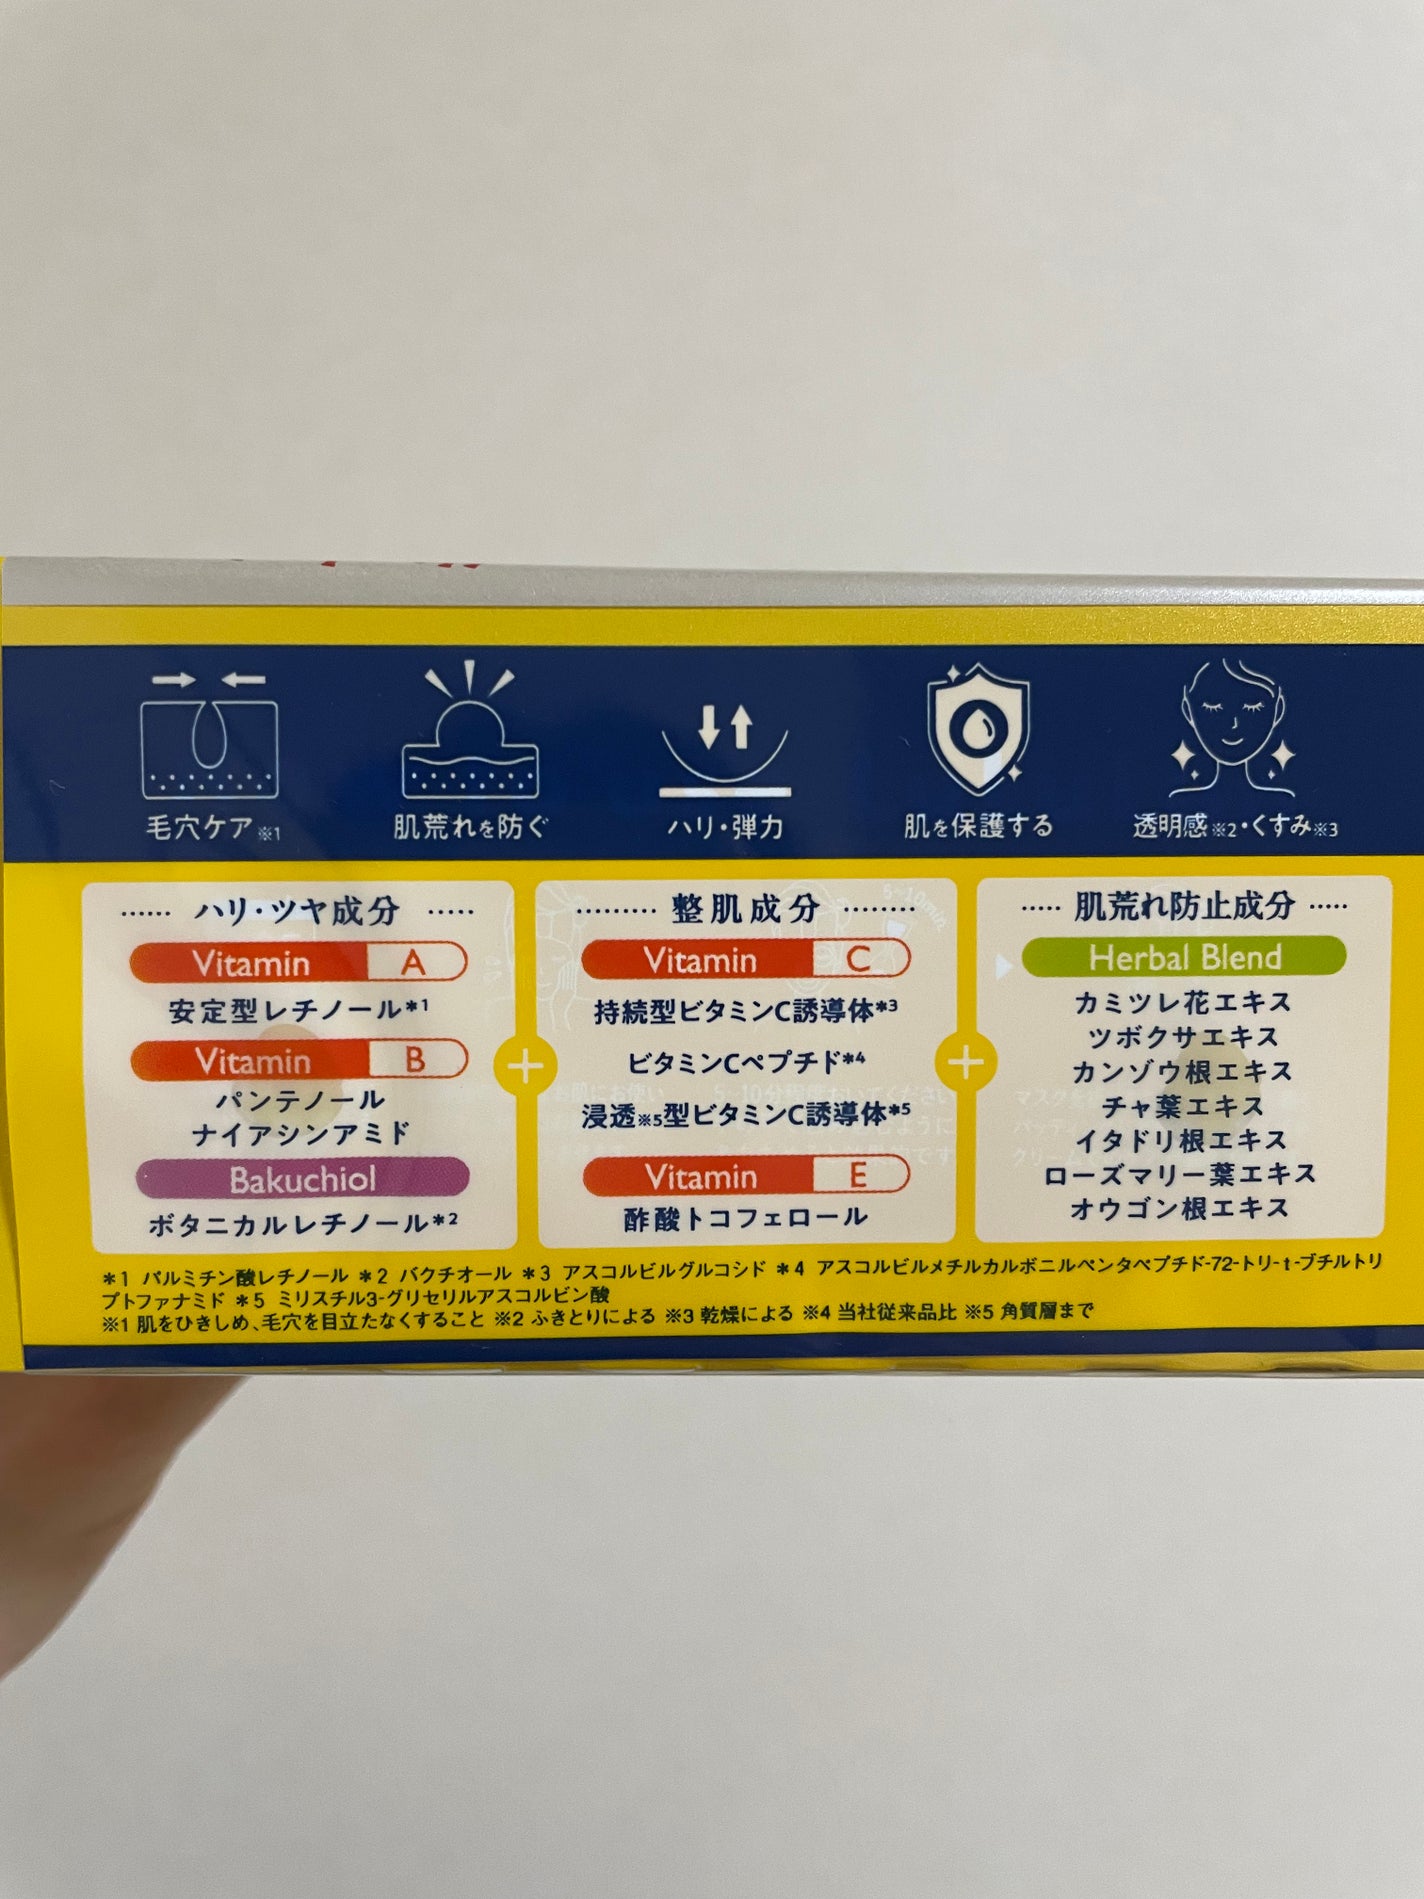 毛穴ケア※1
肌荒れを防ぐ
ハリ・弾力
肌を保護する
透明感※2・くすみ※3
ハリ・ツヤ成分
Vitamin A
安定型レチノール*1
Vitamin B
パンテノール
ナイアシンアミド
Bakuchiol
ボタニカルレチノール*2
+
整肌成分
Vitamin C
持続型ビタミンC誘導体*3
ビタミンCペプチド*4
浸透※5型ビタミンC誘導体*5
Vitamin E
酢酸トコフェロール
+
肌荒れ防止成分
Herbal Blend
カミツレ花エキス
ツボクサエキス
カンゾウ根エキス
チャ葉エキス
イタドリ根エキス
ローズマリー葉エキス
オウゴン根エキス
*1 パルミチン酸レチノール *2 バクチオール *3 アスコルビルグルコシド *4 アスコルビルメチルカルボニルペンタペプチド-72-トリ-t-ブチルトリ
プトファナミド *5 ミリスチル3-グリセリルアスコルビン酸
※1 肌をひきしめ、毛穴を目立たなくすること ※2 ふきとりによる ※3 乾燥による ※4 当社従来品比 ※5 角質層まで